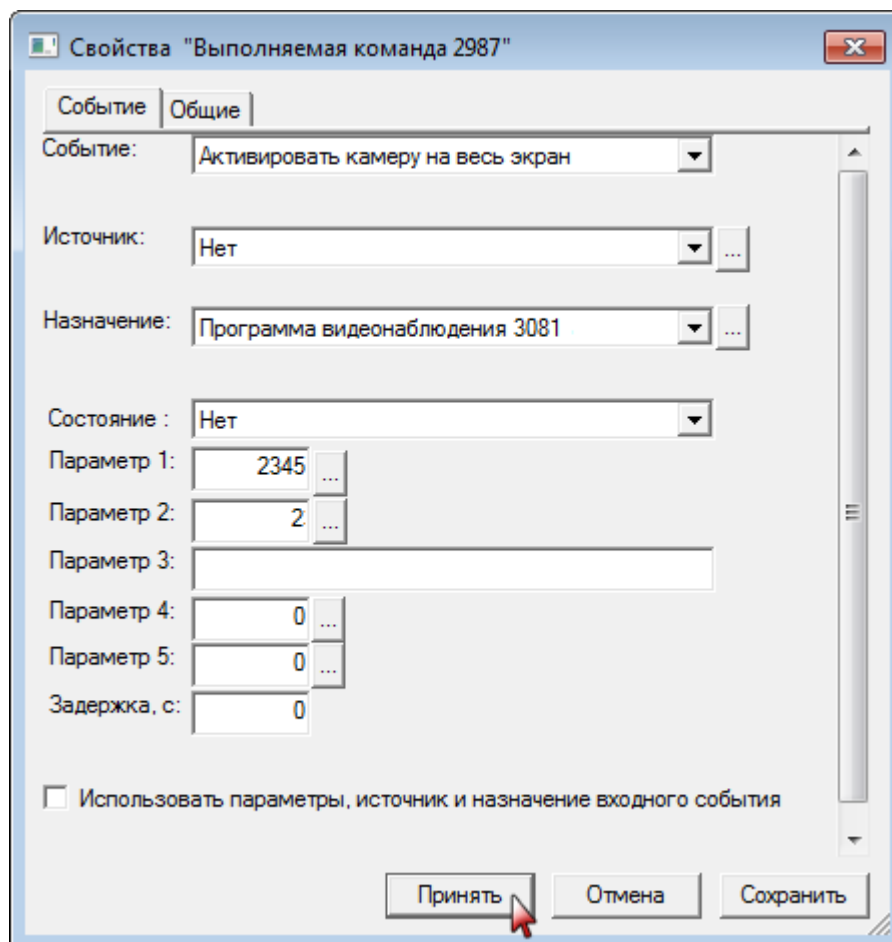 Свойства "Выполняемая команда 2987"
Событие Общие
Событие: Активировать камеру на весь экран
Источник: Нет ...
Назначение: Программа видеонаблюдения 3081 ...
Состояние : Нет
Параметр 1: 2345 ...
Параметр 2: 2 ...
Параметр 3:
Параметр 4: 0 ...
Параметр 5: 0 ...
Задержка, с: 0
Использовать параметры, источник и назначение входного события
Принять Отмена Сохранить